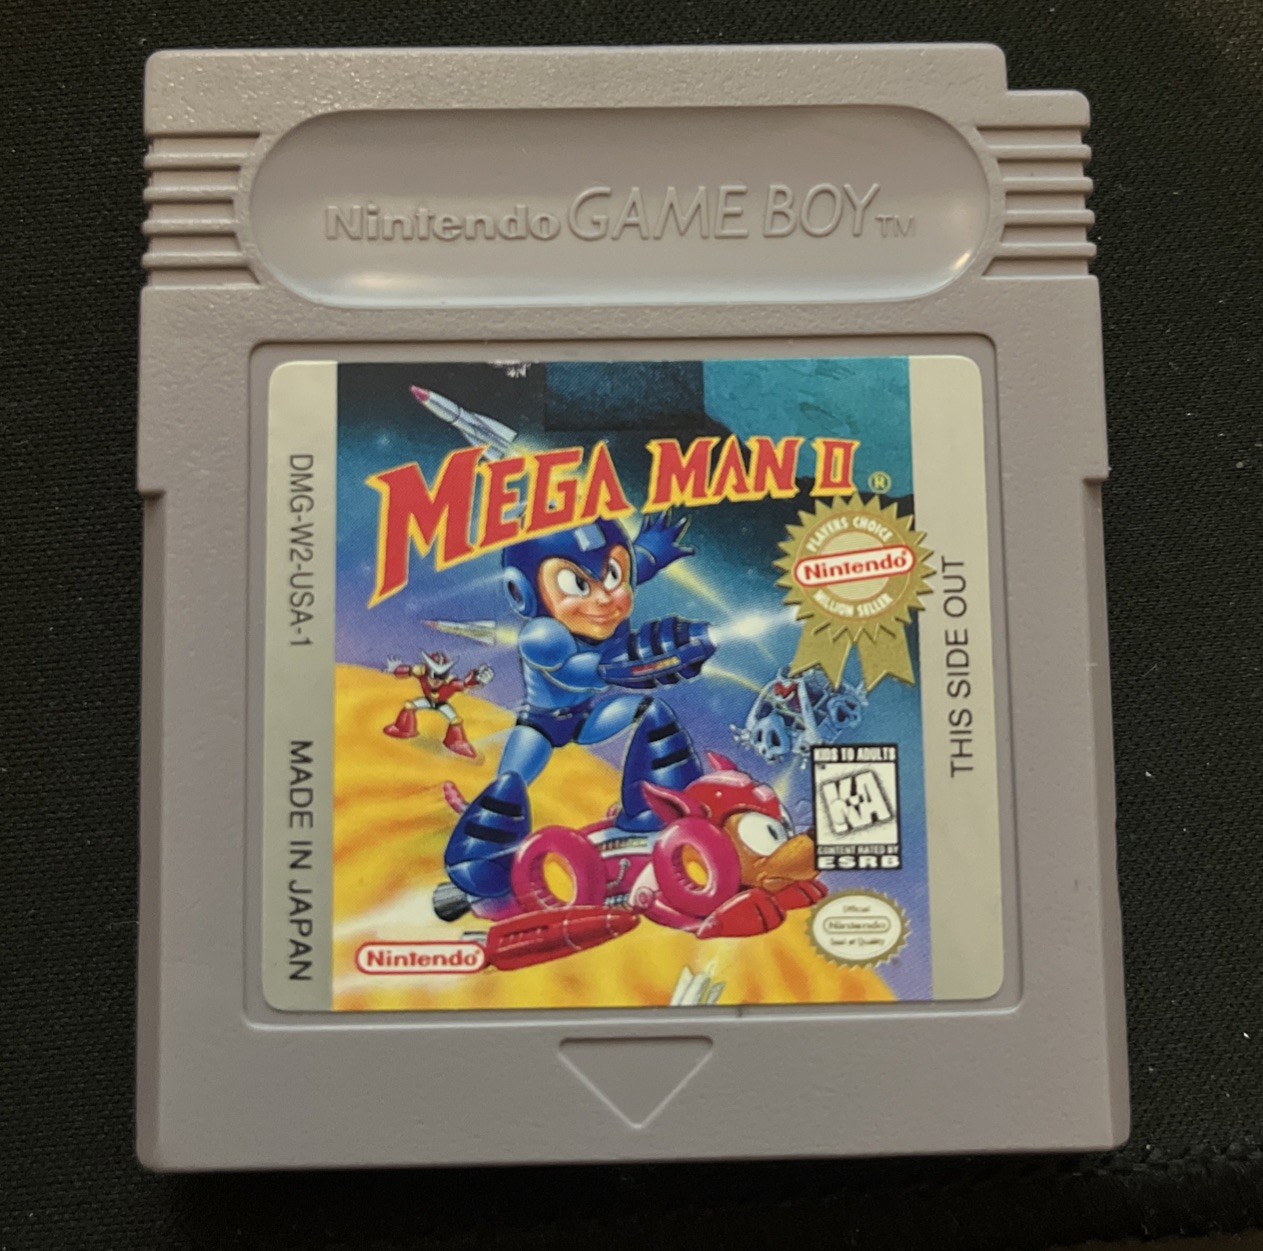 Nintendo GAME BOY TM
MEGA MAN II ®
PLAYERS CHOICE
Nintendo®
MILLION SELLER
DMG-W2-USA-1
MADE IN JAPAN
THIS SIDE OUT
KIDS TO ADULTS
K-A
CONTENT RATED BY
ESRB
Official
Nintendo
Seal of Quality
Nintendo®